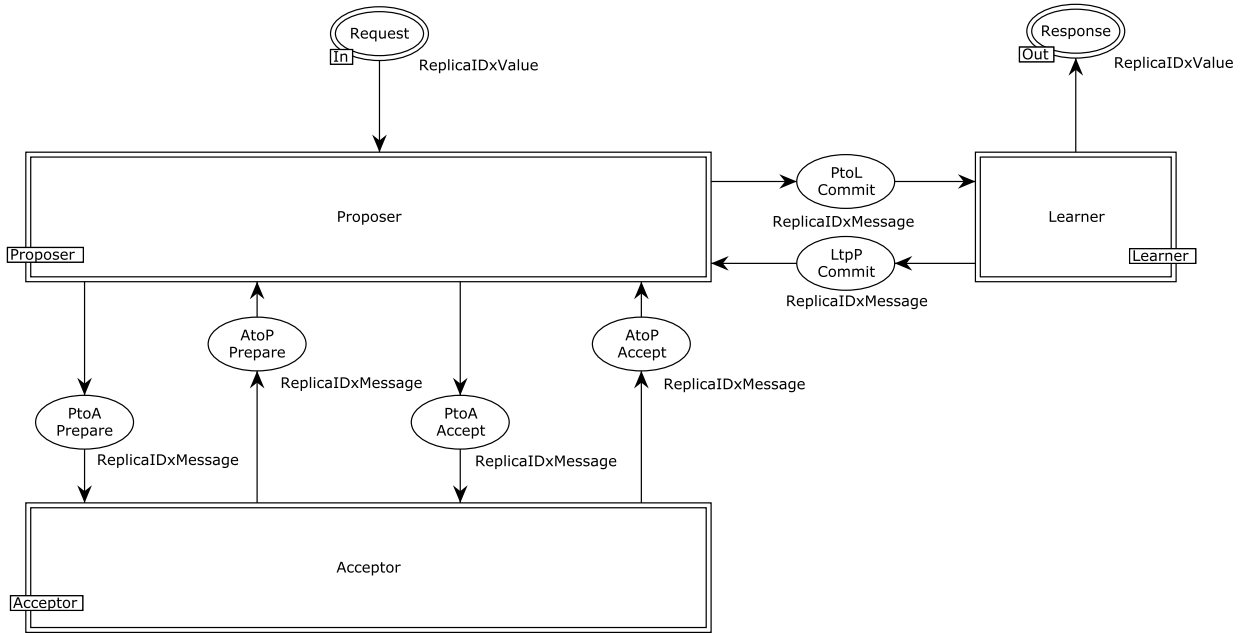 Request
In
ReplicaIDxValue
Response
Out
ReplicaIDxValue
Proposer
Proposer
PtoL
Commit
ReplicaIDxMessage
LtpP
Commit
ReplicaIDxMessage
Learner
Learner
AtoP
Prepare
ReplicaIDxMessage
AtoP
Accept
ReplicaIDxMessage
PtoA
Prepare
ReplicaIDxMessage
PtoA
Accept
ReplicaIDxMessage
Acceptor
Acceptor